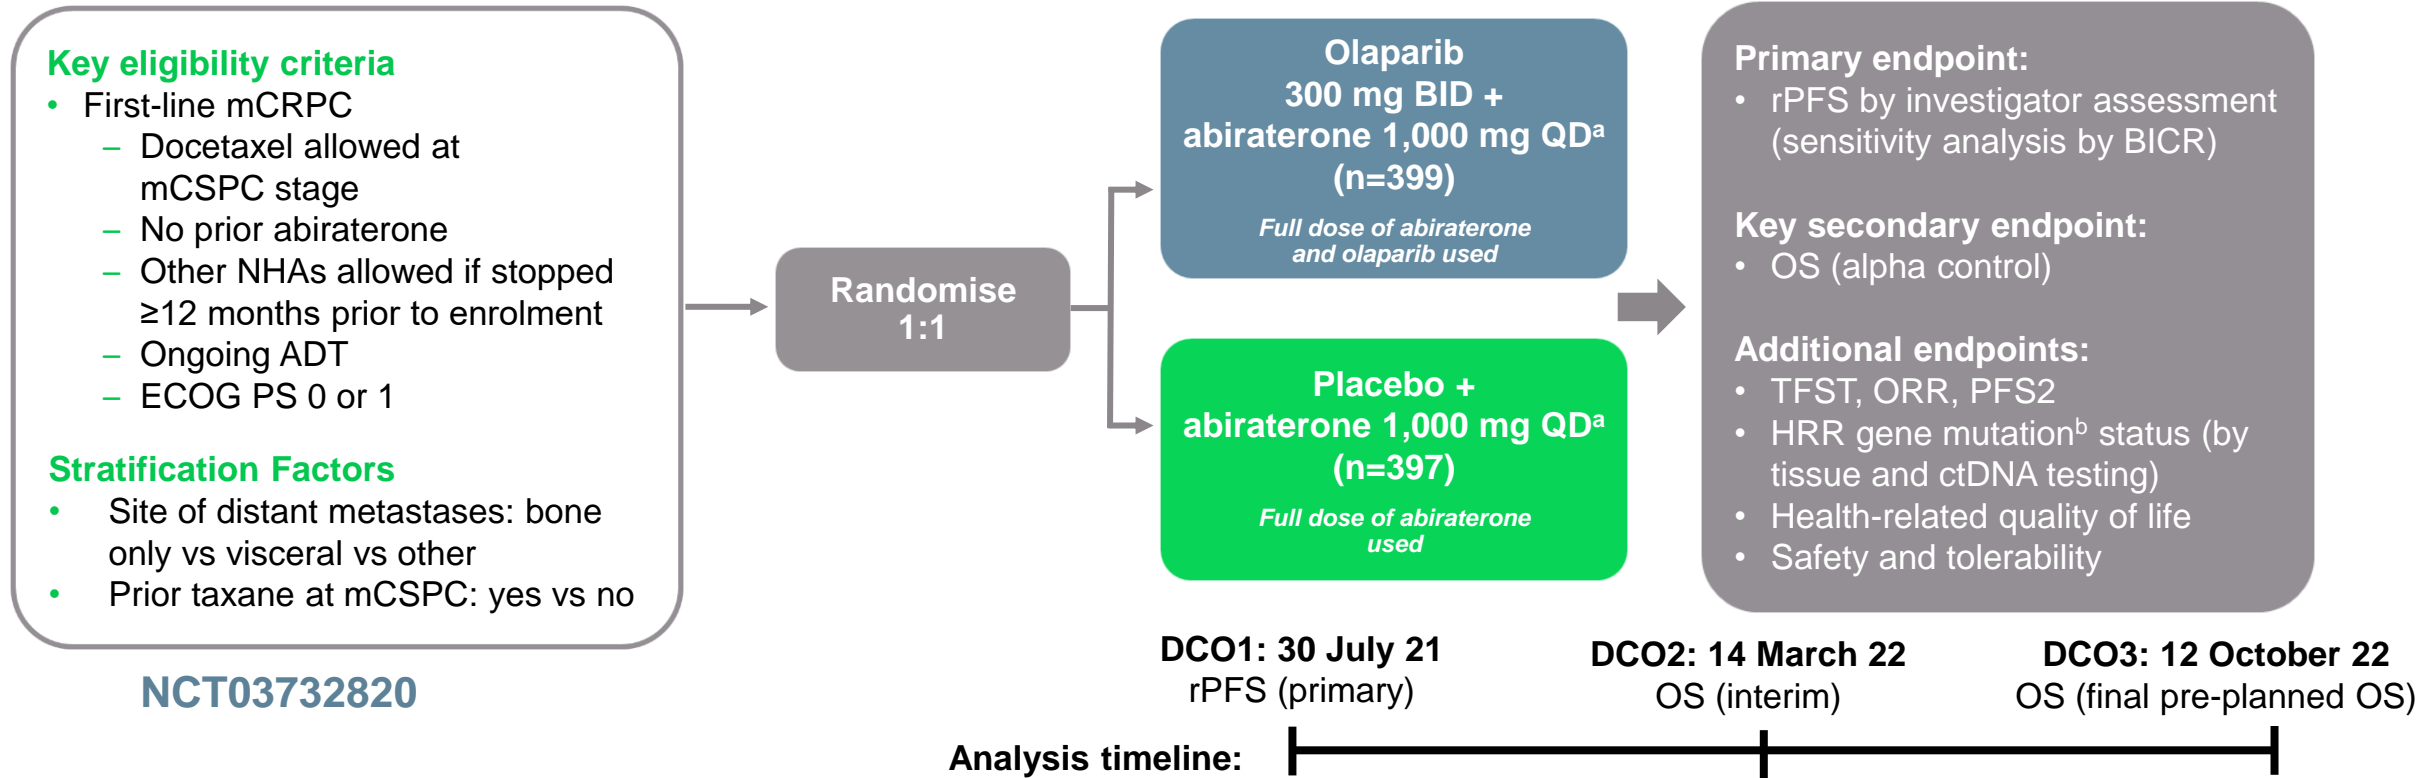 Key eligibility criteria
• First-line mCRPC
– Docetaxel allowed at
mCSPC stage
– No prior abiraterone
– Other NHAs allowed if stopped
≥12 months prior to enrolment
– Ongoing ADT
– ECOG PS 0 or 1
Stratification Factors
• Site of distant metastases: bone
only vs visceral vs other
• Prior taxane at mCSPC: yes vs no
NCT03732820
Randomise
1:1
Olaparib
300 mg BID +
abiraterone 1,000 mg QDᵃ
(n=399)
Full dose of abiraterone
and olaparib used
Placebo +
abiraterone 1,000 mg QDᵃ
(n=397)
Full dose of abiraterone
used
Primary endpoint:
• rPFS by investigator assessment
(sensitivity analysis by BICR)
Key secondary endpoint:
• OS (alpha control)
Additional endpoints:
• TFST, ORR, PFS2
• HRR gene mutationᵇ status (by
tissue and ctDNA testing)
• Health-related quality of life
• Safety and tolerability
DCO1: 30 July 21
rPFS (primary)
DCO2: 14 March 22
OS (interim)
DCO3: 12 October 22
OS (final pre-planned OS)
Analysis timeline: